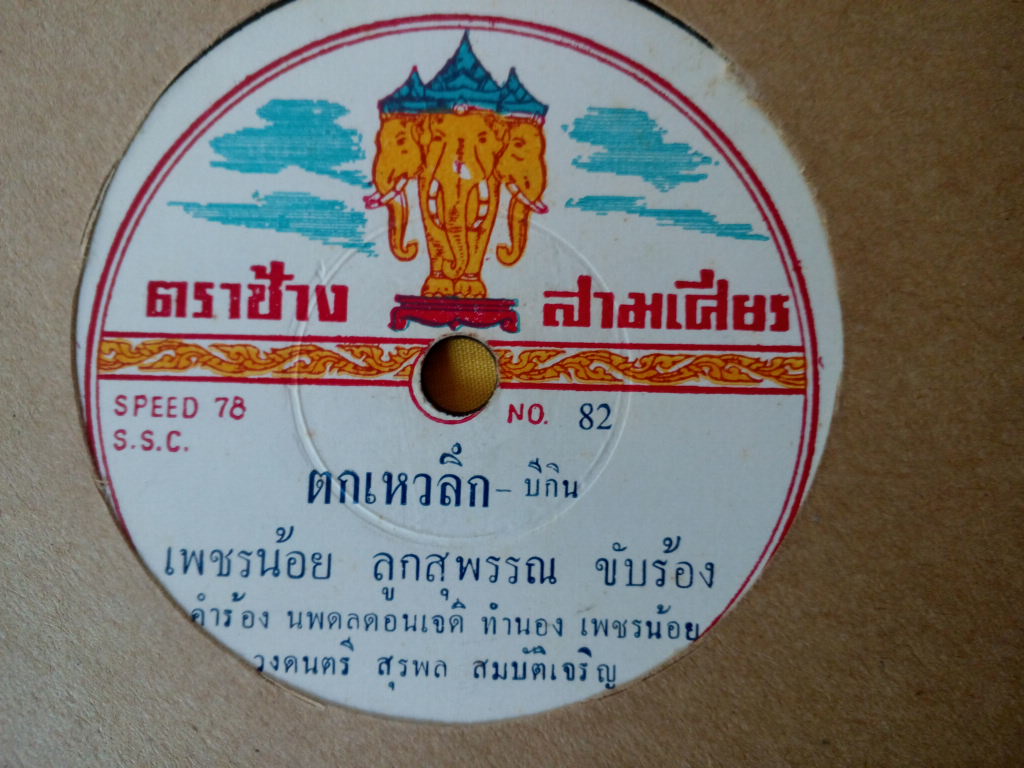 ตราช้าง สามเศียร
SPEED 78 NO. 82
S.S.C.
ตกเหวลึ๊ก - บีกิน
เพชรน้อย ลูกสุพรรณ ขับร้อง
คำร้อง นพดลดอนเจดี ทำนอง เพชรน้อย
วงดนตรี สุรพล สมบัติเจริญ